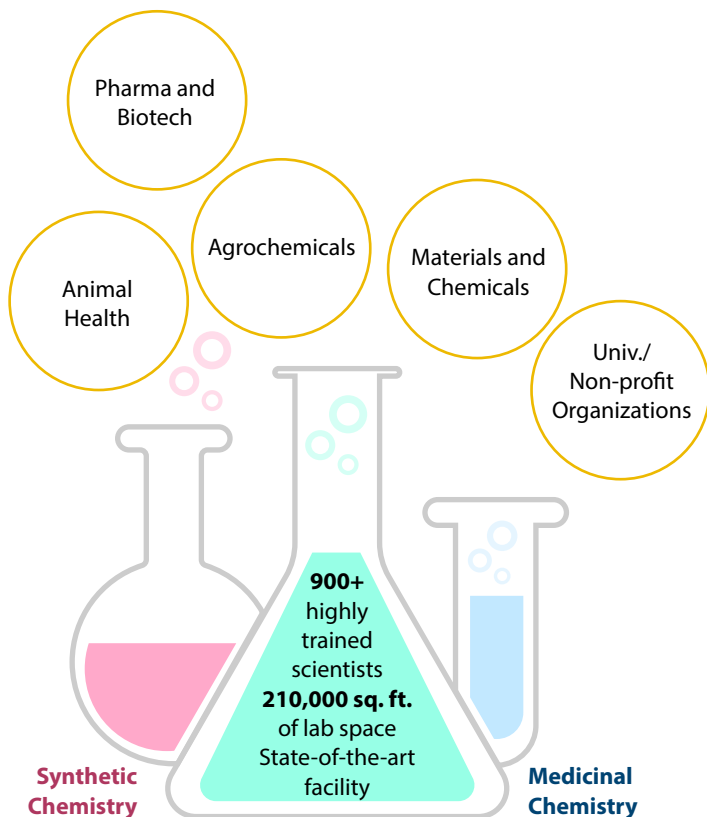 Pharma and
Biotech
Agrochemicals
Animal
Health
Materials and
Chemicals
Univ./
Non-profit
Organizations
900+
highly
trained
scientists
210,000 sq. ft.
of lab space
State-of-the-art
facility
Synthetic
Chemistry
Medicinal
Chemistry